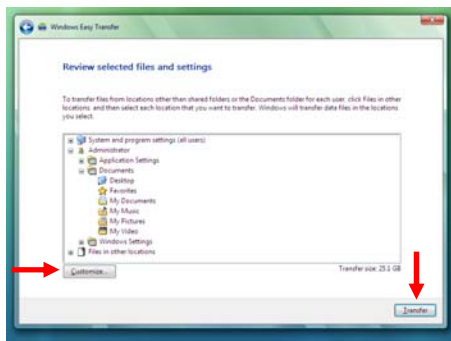 Windows Easy Transfer
Review selected files and settings
To transfer files from locations other than shared folders or the Documents folder for each user, click Files in other
locations, and then select each location that you want to transfer. Windows will transfer data files in the locations
you select.
System and program settings (all users)
Administrator
Application Settings
Documents
Desktop
Favorites
My Documents
My Music
My Pictures
My Video
Windows Settings
Files in other locations
Customize...
Transfer size: 25.1 GB
Transfer